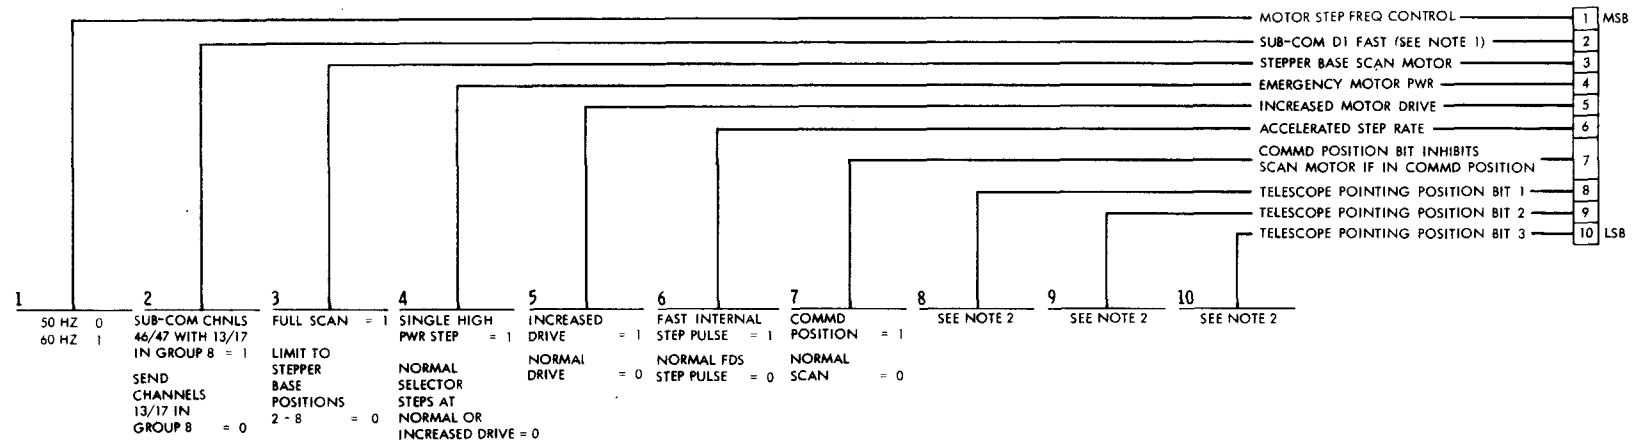 MOTOR STEP FREQ CONTROL 1 MSB
SUB-COM D1 FAST (SEE NOTE 1) 2
STEPPER BASE SCAN MOTOR 3
EMERGENCY MOTOR PWR 4
INCREASED MOTOR DRIVE 5
ACCELERATED STEP RATE 6
COMMD POSITION BIT INHIBITS
SCAN MOTOR IF IN COMMD POSITION 7
TELESCOPE POINTING POSITION BIT 1 8
TELESCOPE POINTING POSITION BIT 2 9
TELESCOPE POINTING POSITION BIT 3 10 LSB
1
50 HZ 0
60 HZ 1
2
SUB-COM CHNLS
46/47 WITH 13/17
IN GROUP 8 = 1
SEND
CHANNELS
13/17 IN
GROUP 8 = 0
3
FULL SCAN = 1
LIMIT TO
STEPPER
BASE
POSITIONS
2 - 8 = 0
4
SINGLE HIGH
PWR STEP = 1
NORMAL
SELECTOR
STEPS AT
NORMAL OR
INCREASED DRIVE = 0
5
INCREASED
DRIVE = 1
NORMAL
DRIVE = 0
6
FAST INTERNAL
STEP PULSE = 1
NORMAL FDS
STEP PULSE = 0
7
COMMD
POSITION = 1
NORMAL
SCAN = 0
8
SEE NOTE 2
9
SEE NOTE 2
10
SEE NOTE 2